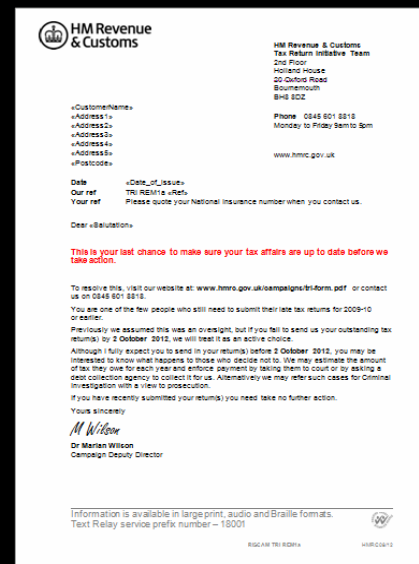 HM Revenue
& Customs
HM Revenue & Customs
Tax Return Initiative Team
2nd Floor
Holland House
20 Oxford Road
Bournemouth
BH8 8DZ
Phone 0845 601 8818
Monday to Friday 9am to 5pm
www.hmrc.gov.uk
«CustomerName»
«Address1»
«Address2»
«Address3»
«Address4»
«Address5»
«Postcode»
Date «Date_of_Issue»
Our ref TRI REM1a «Ref»
Your ref Please quote your National Insurance number when you contact us.
Dear «Salutation»
This is your last chance to make sure your tax affairs are up to date before we
take action.
To resolve this, visit our website at: www.hmrc.gov.uk/campaigns/tri-form.pdf or contact
us on 0845 601 8818.
You are one of the few people who still need to submit their late tax returns for 2009-10
or earlier.
Previously we assumed this was an oversight, but if you fail to send us your outstanding tax
return(s) by 2 October 2012, we will treat it as an active choice.
Although I fully expect you to send in your return(s) before 2 October 2012, you may be
interested to know what happens to those who decide not to. We may estimate the amount
of tax they owe for each year and enforce payment by taking them to court or by asking a
debt collection agency to collect it for us. Alternatively we may refer such cases for Criminal
Investigation with a view to prosecution.
If you have recently submitted your return(s) you need take no further action.
Yours sincerely
M Wilson
Dr Marian Wilson
Campaign Deputy Director
Information is available in large print, audio and Braille formats.
Text Relay service prefix number – 18001
TRI REM1a
HMRC 08/12